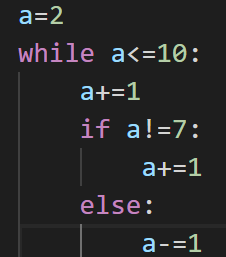 a=2
while a<=10:
    a+=1
    if a!=7:
        a+=1
    else:
        a-=1